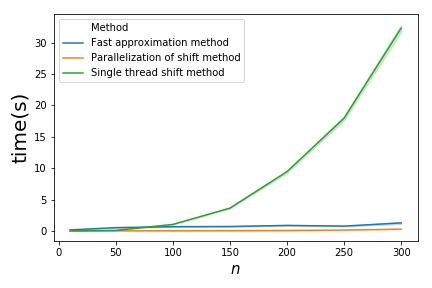 Method
Fast approximation method
Parallelization of shift method
Single thread shift method
time(s)
30
25
20
15
10
5
0
0
50
100
150
200
250
300
n